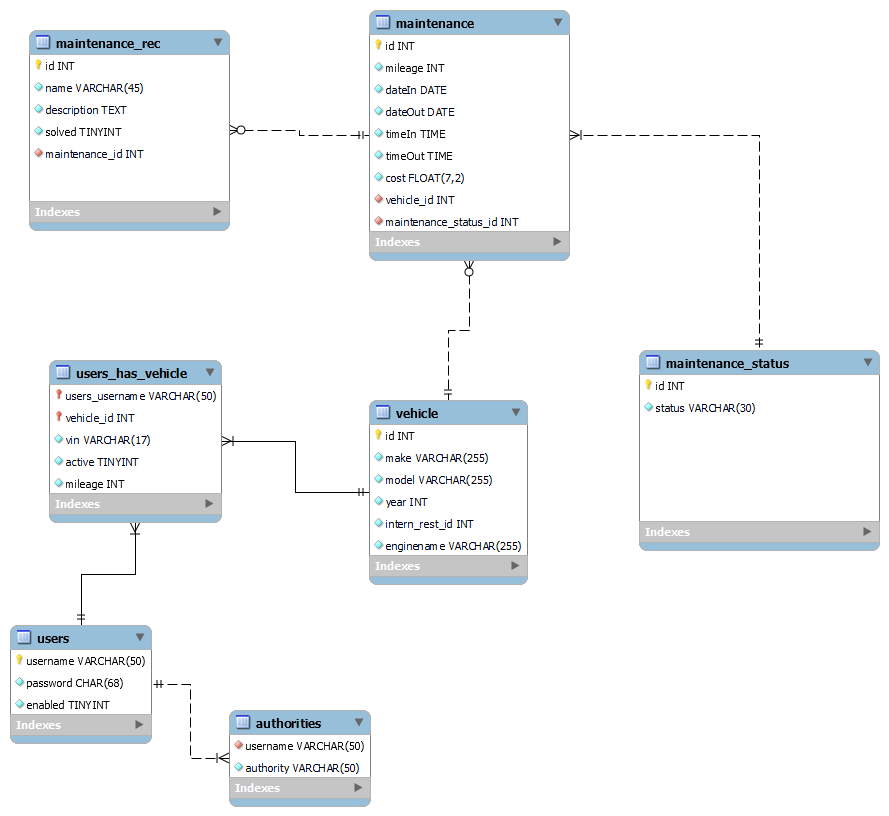 maintenance_rec
id INT
name VARCHAR(45)
description TEXT
solved TINYINT
maintenance_id INT
Indexes
maintenance
id INT
mileage INT
dateIn DATE
dateOut DATE
timeIn TIME
timeOut TIME
cost FLOAT(7,2)
vehicle_id INT
maintenance_status_id INT
Indexes
users_has_vehicle
users_username VARCHAR(50)
vehicle_id INT
vin VARCHAR(17)
active TINYINT
mileage INT
Indexes
vehicle
id INT
make VARCHAR(255)
model VARCHAR(255)
year INT
intern_rest_id INT
enginename VARCHAR(255)
Indexes
maintenance_status
id INT
status VARCHAR(30)
Indexes
users
username VARCHAR(50)
password CHAR(68)
enabled TINYINT
Indexes
authorities
username VARCHAR(50)
authority VARCHAR(50)
Indexes